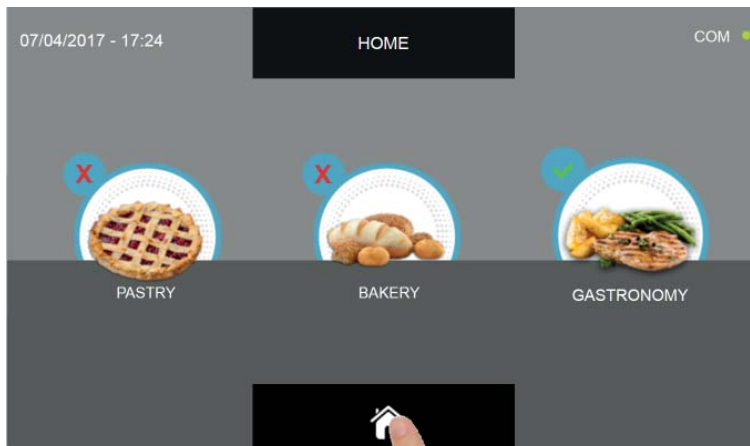 07/04/2017 - 17:24
HOME
COM
X
X
PASTRY
BAKERY
GASTRONOMY